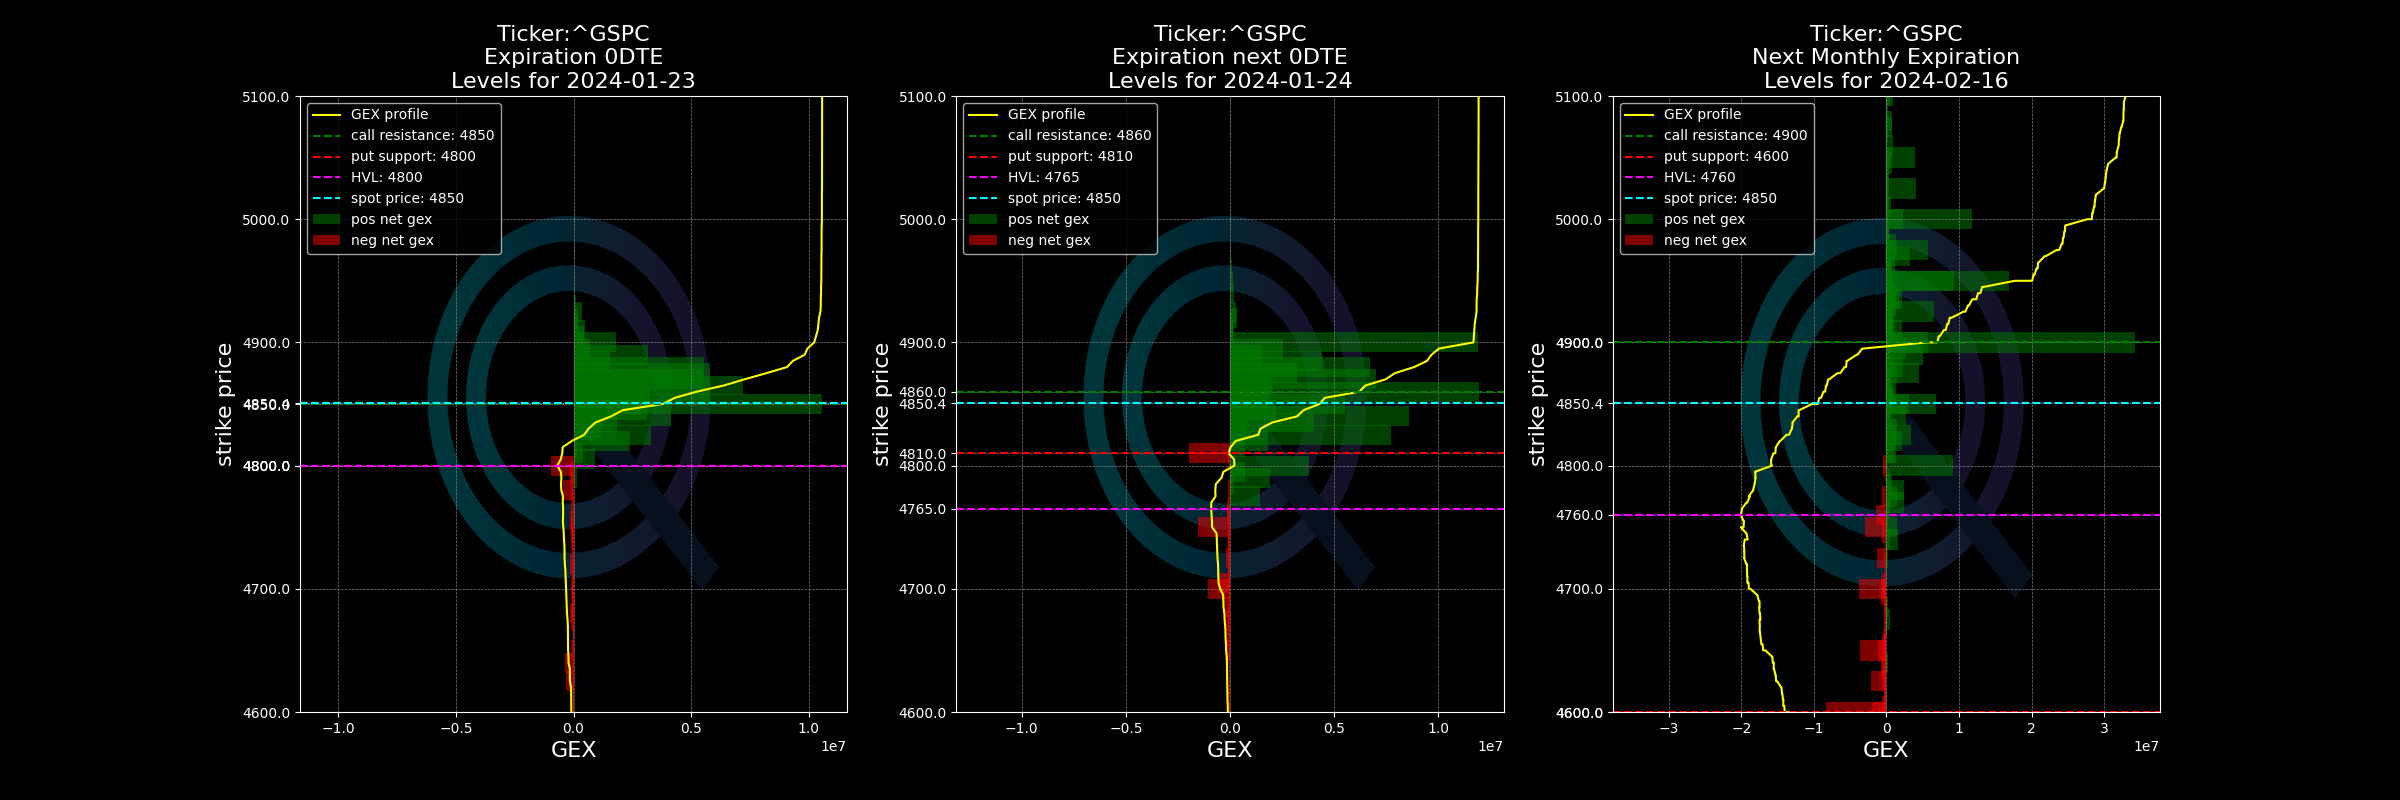 Ticker:^GSPC
Expiration 0DTE
Levels for 2024-01-23
GEX profile
call resistance: 4850
put support: 4800
HVL: 4800
spot price: 4850
pos net gex
neg net gex
5100.0
5000.0
4900.0
4800.0
4700.0
4600.0
strike price
−1.0
−0.5
0.0
0.5
1.0
1e7
GEX
Ticker:^GSPC
Expiration next 0DTE
Levels for 2024-01-24
GEX profile
call resistance: 4860
put support: 4810
HVL: 4765
spot price: 4850
pos net gex
neg net gex
5100.0
5000.0
4900.0
4860.0
4850.4
4810.0
4800.0
4765.0
4700.0
4600.0
strike price
−1.0
−0.5
0.0
0.5
1.0
1e7
GEX
Ticker:^GSPC
Next Monthly Expiration
Levels for 2024-02-16
GEX profile
call resistance: 4900
put support: 4600
HVL: 4760
spot price: 4850
pos net gex
neg net gex
5100.0
5000.0
4900.0
4850.4
4800.0
4760.0
4700.0
4600.0
strike price
−3
−2
−1
0
1
2
3
1e7
GEX